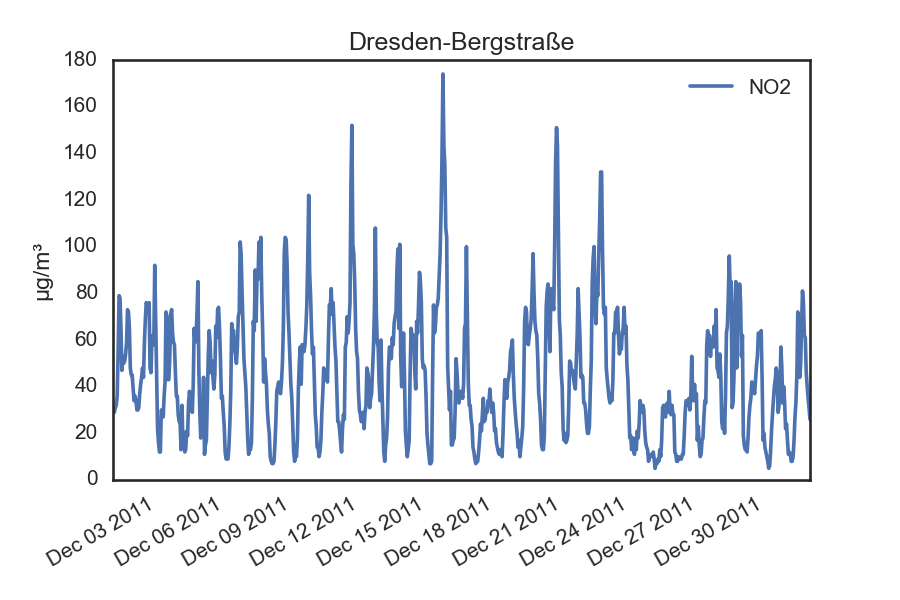 Dresden-Bergstraße
180
160
140
120
100
80
60
40
20
0
µg/m³
NO2
Dec 03 2011
Dec 06 2011
Dec 09 2011
Dec 12 2011
Dec 15 2011
Dec 18 2011
Dec 21 2011
Dec 24 2011
Dec 27 2011
Dec 30 2011